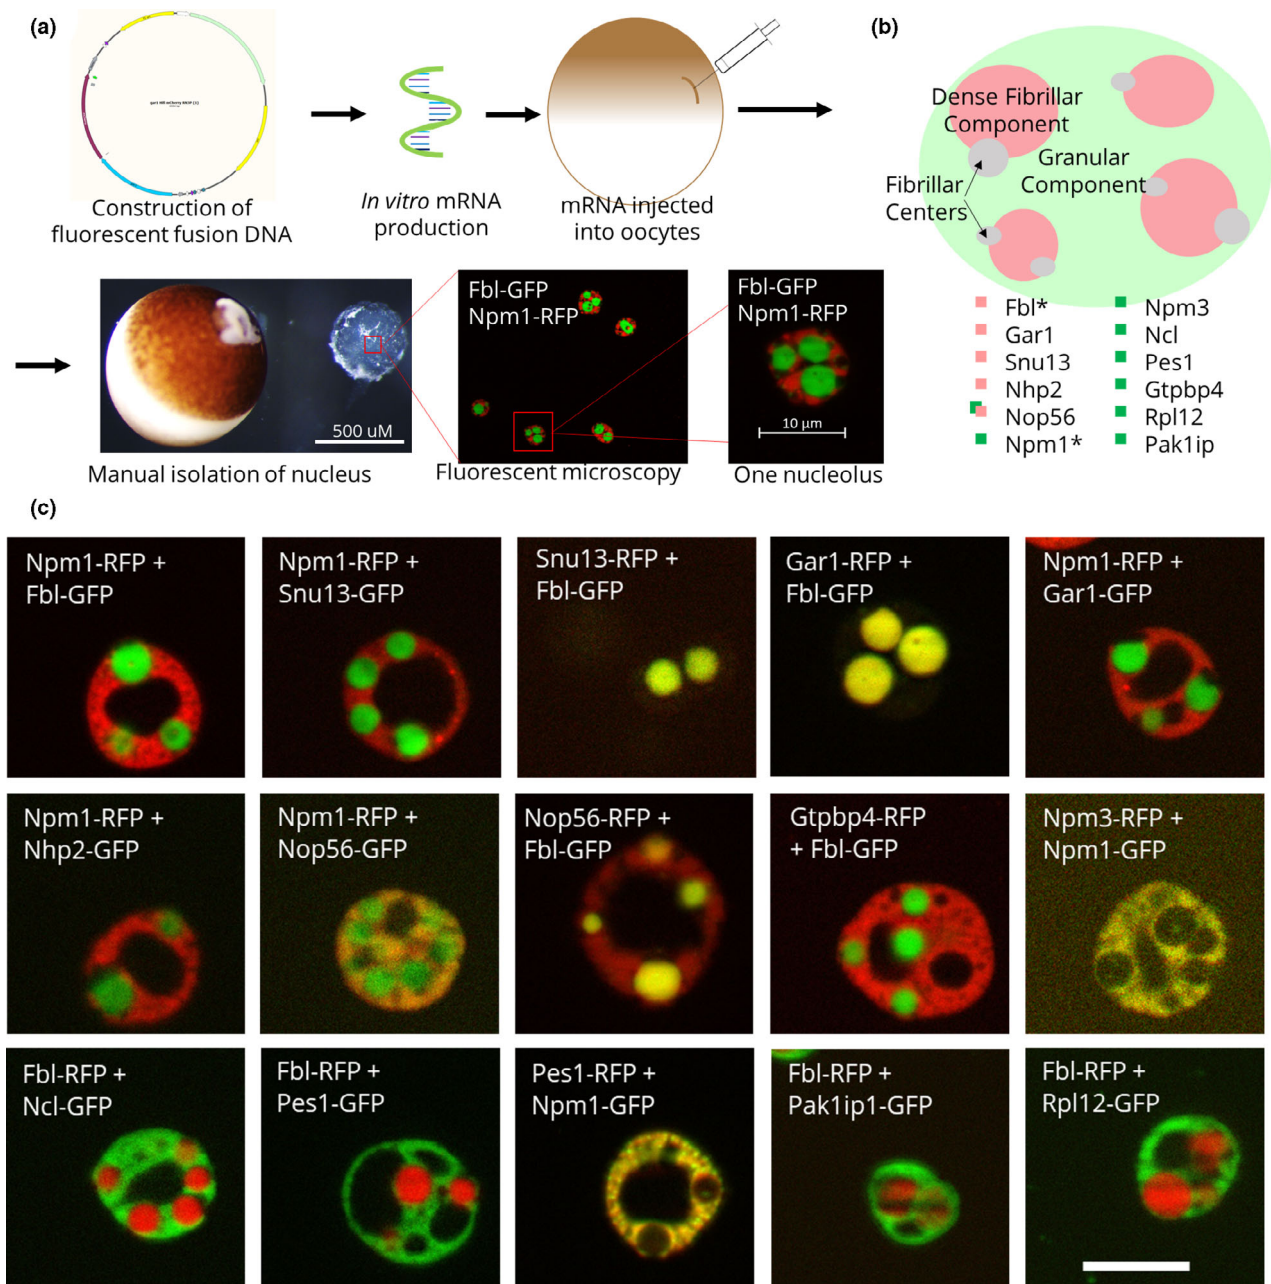 (a)
gar1 NO mCherry RN3P (1)
Construction of
fluorescent fusion DNA
In vitro mRNA
production
mRNA injected
into oocytes
(b)
Dense Fibrillar
Component
Granular
Component
Fibrillar
Centers
Fbl*
Gar1
Snu13
Nhp2
Nop56
Npm1*
Npm3
Ncl
Pes1
Gtpbp4
Rpl12
Pak1ip
500 uM
Manual isolation of nucleus
Fbl-GFP
Npm1-RFP
Fluorescent microscopy
Fbl-GFP
Npm1-RFP
10 µm
One nucleolus
(c)
Npm1-RFP +
Fbl-GFP
Npm1-RFP +
Snu13-GFP
Snu13-RFP +
Fbl-GFP
Gar1-RFP +
Fbl-GFP
Npm1-RFP +
Gar1-GFP
Npm1-RFP +
Nhp2-GFP
Npm1-RFP +
Nop56-GFP
Nop56-RFP +
Fbl-GFP
Gtpbp4-RFP
+ Fbl-GFP
Npm3-RFP +
Npm1-GFP
Fbl-RFP +
Ncl-GFP
Fbl-RFP +
Pes1-GFP
Pes1-RFP +
Npm1-GFP
Fbl-RFP +
Pak1ip1-GFP
Fbl-RFP +
Rpl12-GFP